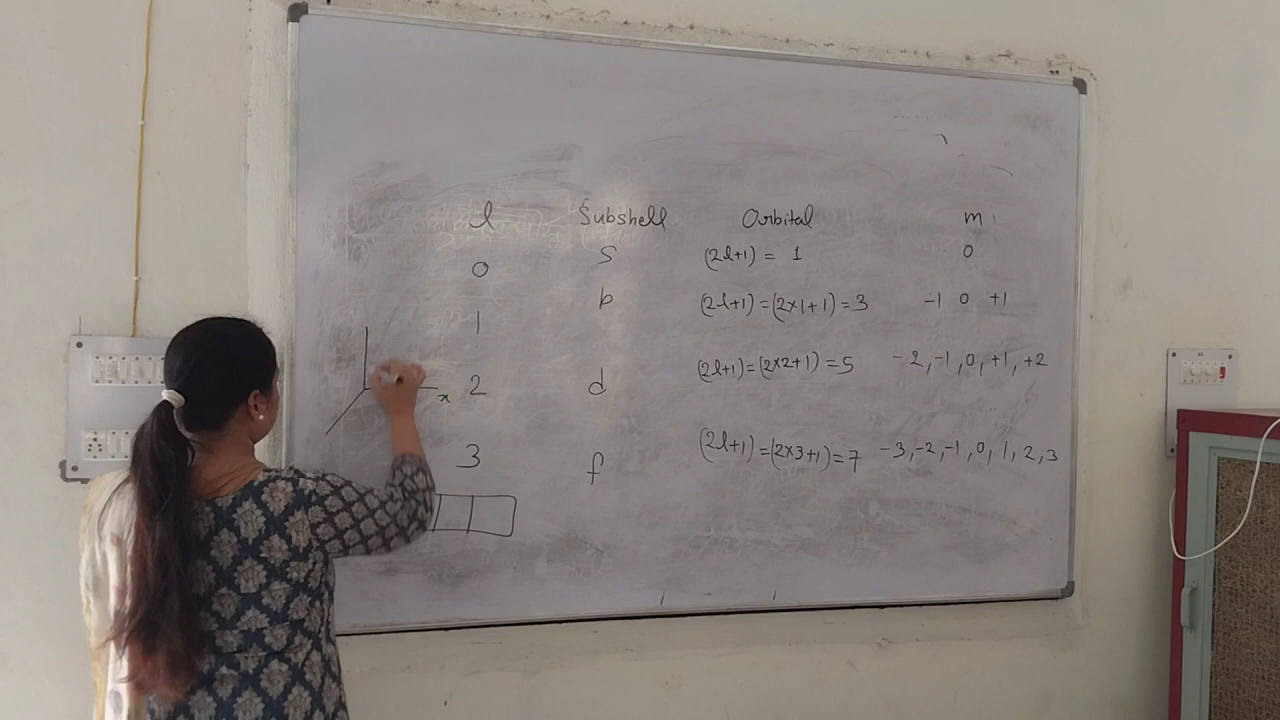 l Subshell Orbital m
0 S (2l+1) = 1 0
1 p (2l+1)=(2×1+1)=3 -1 0 +1
2 d (2l+1)=(2×2+1)=5 -2,-1,0,+1,+2
x
3 f (2l+1)=(2×3+1)=7 -3,-2,-1,0,1,2,3